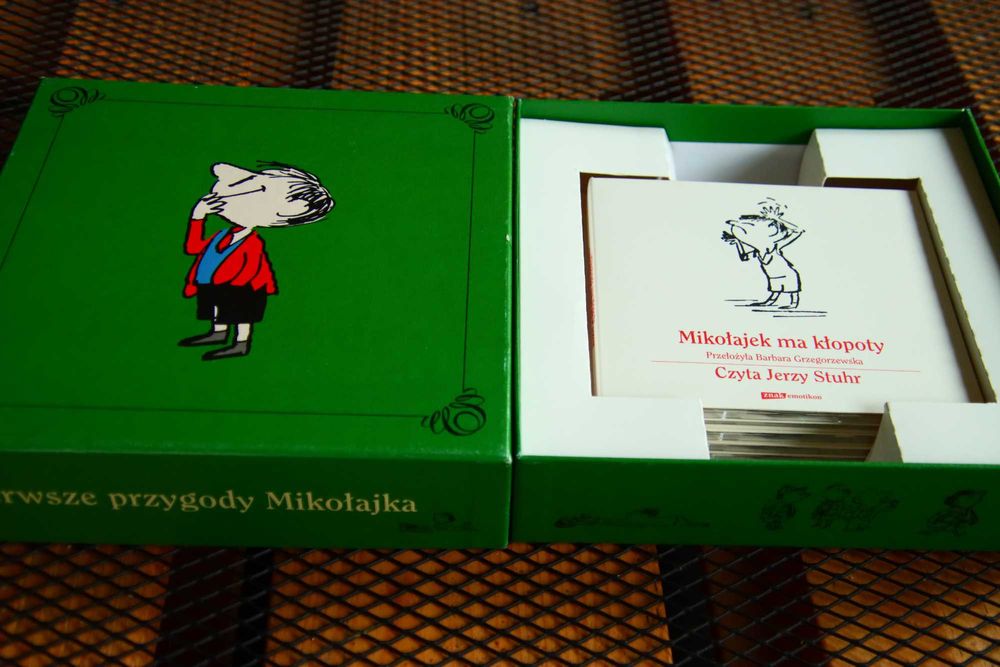 rwsze przygody Mikołajka
Mikołajek ma kłopoty
Przełożyła Barbara Grzegorzewska
Czyta Jerzy Stuhr
znak emotikon